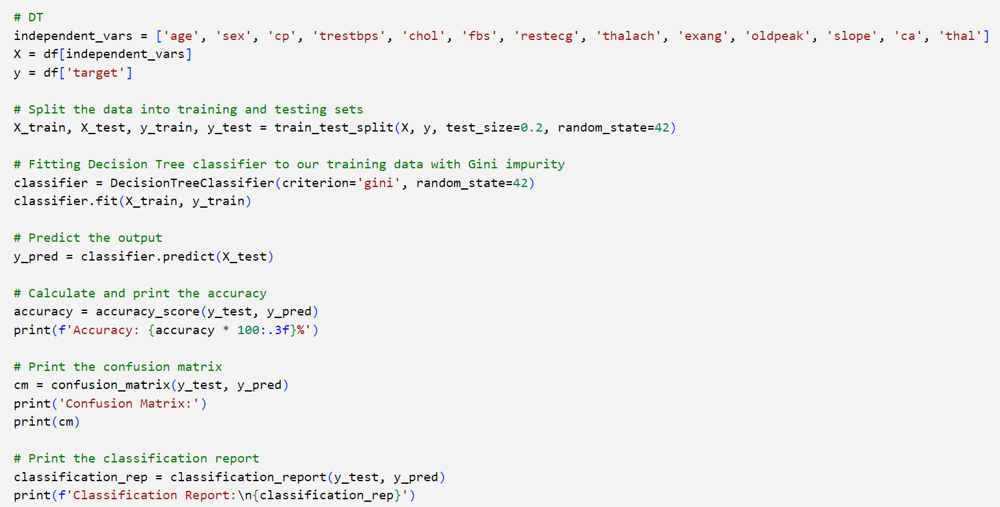 # DT
independent_vars = ['age', 'sex', 'cp', 'trestbps', 'chol', 'fbs', 'restecg', 'thalach', 'exang', 'oldpeak', 'slope', 'ca', 'thal']
X = df[independent_vars]
y = df['target']
# Split the data into training and testing sets
X_train, X_test, y_train, y_test = train_test_split(X, y, test_size=0.2, random_state=42)
# Fitting Decision Tree classifier to our training data with Gini impurity
classifier = DecisionTreeClassifier(criterion='gini', random_state=42)
classifier.fit(X_train, y_train)
# Predict the output
y_pred = classifier.predict(X_test)
# Calculate and print the accuracy
accuracy = accuracy_score(y_test, y_pred)
print(f'Accuracy: {accuracy * 100:.3f}%')
# Print the confusion matrix
cm = confusion_matrix(y_test, y_pred)
print('Confusion Matrix:')
print(cm)
# Print the classification report
classification_rep = classification_report(y_test, y_pred)
print(f'Classification Report:\n{classification_rep}')